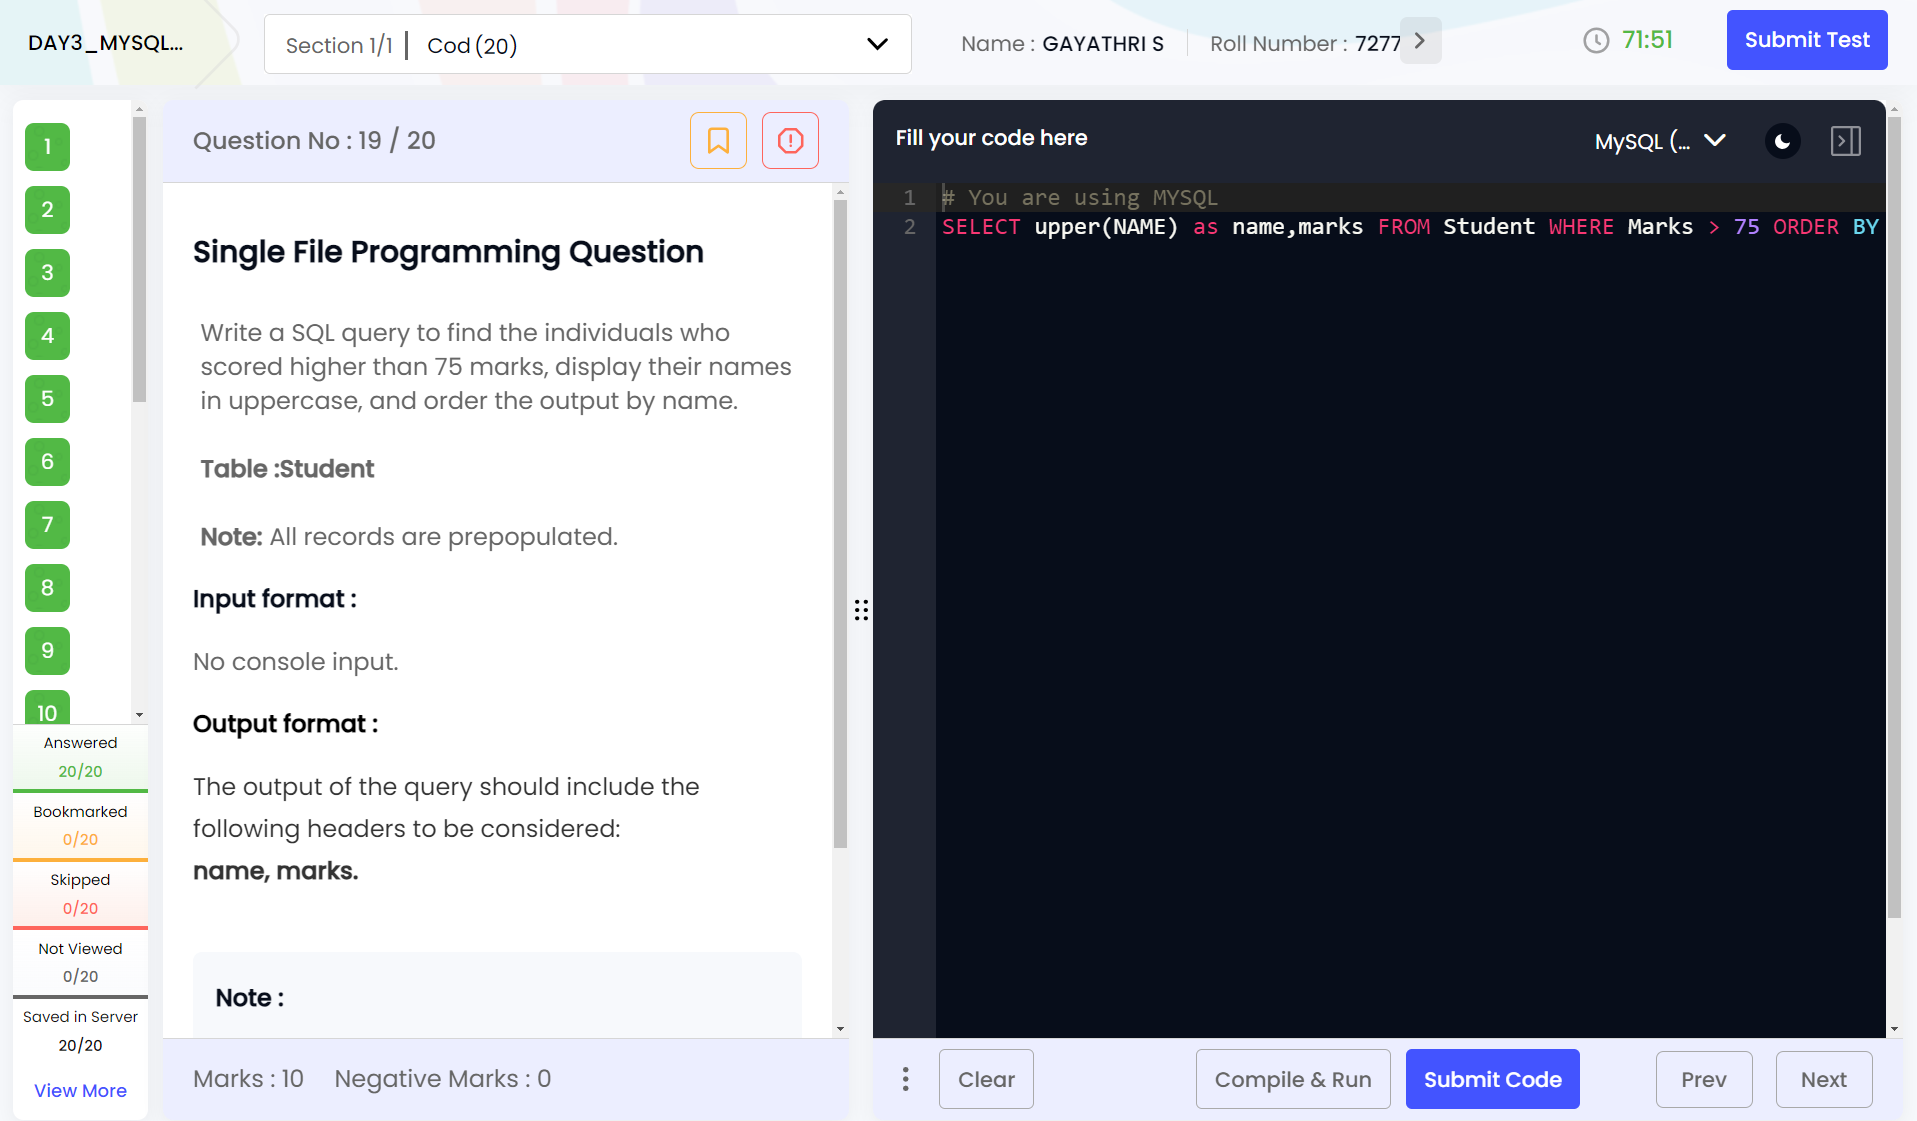 DAY3_MYSQL...
Section 1/1 | Cod (20)
Name : GAYATHRI S
Roll Number : 7277
71:51
Submit Test
1
2
3
4
5
6
7
8
9
10
Answered
20/20
Bookmarked
0/20
Skipped
0/20
Not Viewed
0/20
Saved in Server
20/20
View More
Question No : 19 / 20
Single File Programming Question
Write a SQL query to find the individuals who
scored higher than 75 marks, display their names
in uppercase, and order the output by name.
Table :Student
Note: All records are prepopulated.
Input format :
No console input.
Output format :
The output of the query should include the
following headers to be considered:
name, marks.
Note :
Marks : 10
Negative Marks : 0
Fill your code here
MySQL (...
1 # You are using MYSQL
2 SELECT upper(NAME) as name,marks FROM Student WHERE Marks > 75 ORDER BY
Clear
Compile & Run
Submit Code
Prev
Next